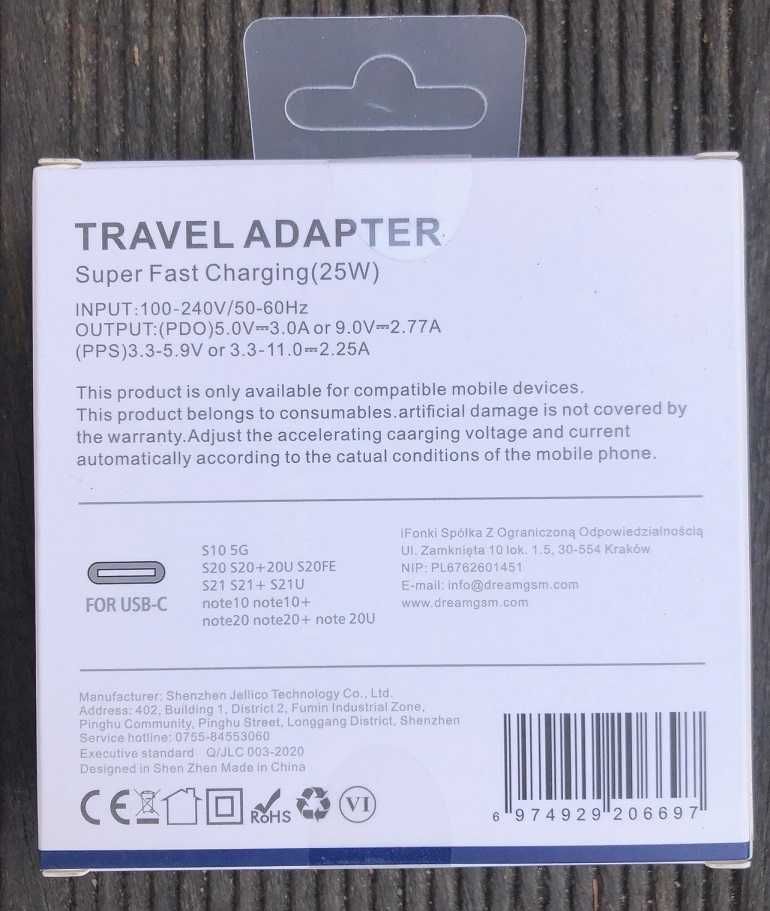 TRAVEL ADAPTER
Super Fast Charging(25W)
INPUT:100-240V/50-60Hz
OUTPUT:(PDO)5.0V⎓3.0A or 9.0V⎓2.77A
(PPS)3.3-5.9V or 3.3-11.0⎓2.25A
This product is only available for compatible mobile devices.
This product belongs to consumables.artificial damage is not covered by
the warranty.Adjust the accelerating caarging voltage and current
automatically according to the catual conditions of the mobile phone.
FOR USB-C
S10 5G
S20 S20+20U S20FE
S21 S21+ S21U
note10 note10+
note20 note20+ note 20U
iFonki Spółka Z Ograniczoną Odpowiedzialnością
Ul. Zamknięta 10 lok. 1.5, 30-554 Kraków
NIP: PL6762601451
E-mail: info@dreamgsm.com
www.dreamgsm.com
Manufacturer: Shenzhen Jellico Technology Co., Ltd.
Address: 402, Building 1, District 2, Fumin Industrial Zone,
Pinghu Community, Pinghu Street, Longgang District, Shenzhen
Service hotline: 0755-84553060
Executive standard Q/JLC 003-2020
Designed in Shen Zhen Made in China
CE RoHS VI
6 974929 206697